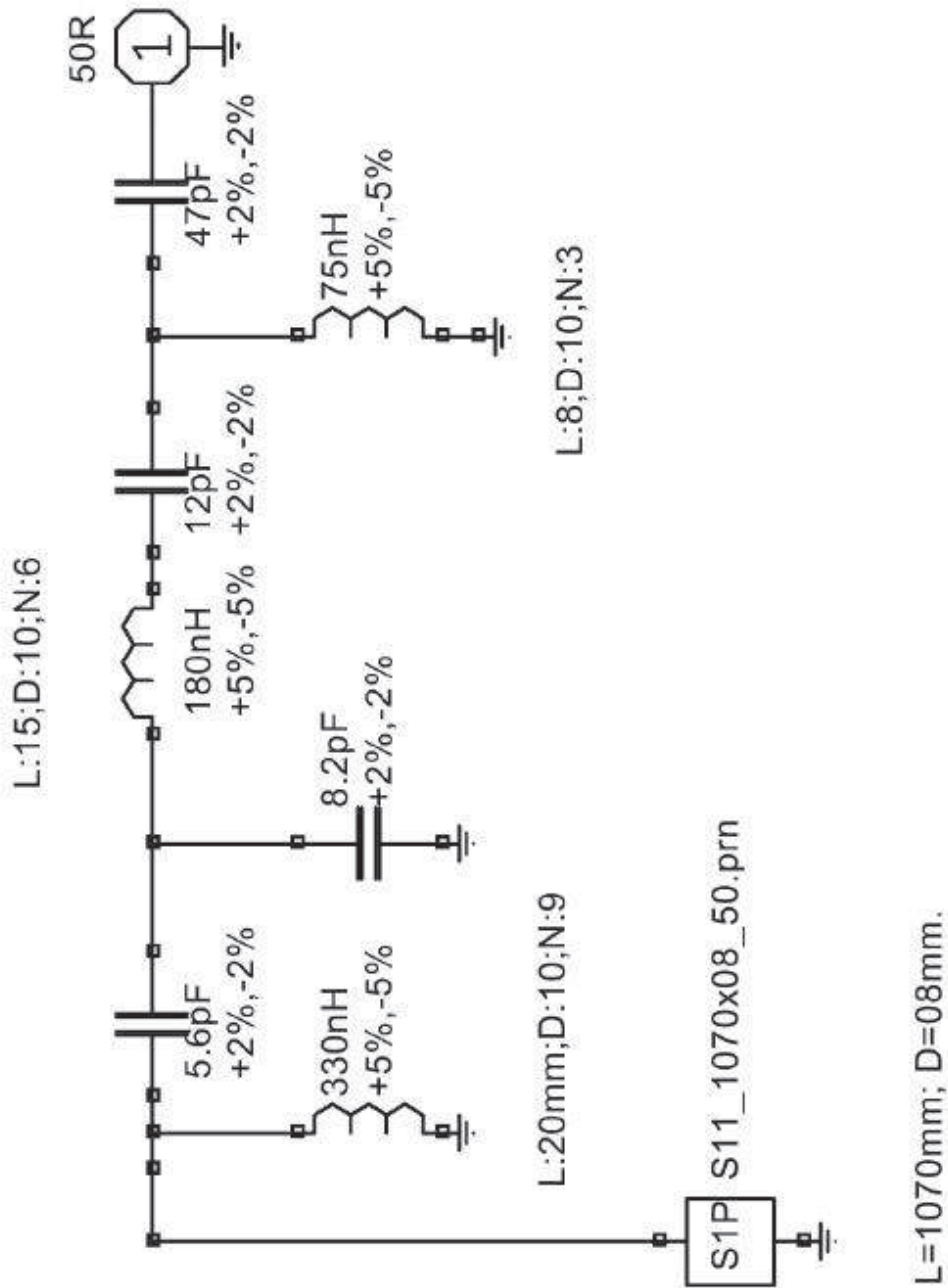 L:15;D:10;N:6
50R
1
47pF
+2%,-2%
12pF
+2%,-2%
180nH
+5%,-5%
5.6pF
+2%,-2%
75nH
+5%,-5%
8.2pF
+2%,-2%
330nH
+5%,-5%
L:8;D:10;N:3
L:20mm;D:10;N:9
S1P
S11_1070x08_50.prn
L=1070mm; D=08mm.